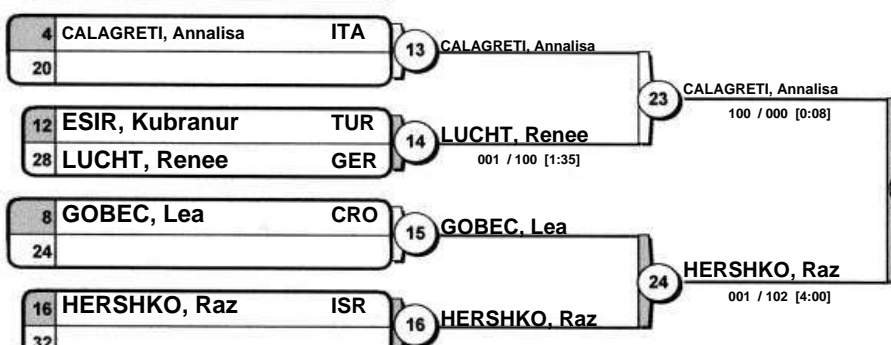 4 CALAGRETI, Annalisa ITA
20
13 CALAGRETI, Annalisa
23 CALAGRETI, Annalisa
100 / 000 [0:08]
12 ESIR, Kubranur TUR
28 LUCHT, Renee GER
14 LUCHT, Renee
001 / 100 [1:35]
8 GOBEC, Lea CRO
24
15 GOBEC, Lea
24 HERSHKO, Raz
001 / 102 [4:00]
16 HERSHKO, Raz ISR
32
16 HERSHKO, Raz